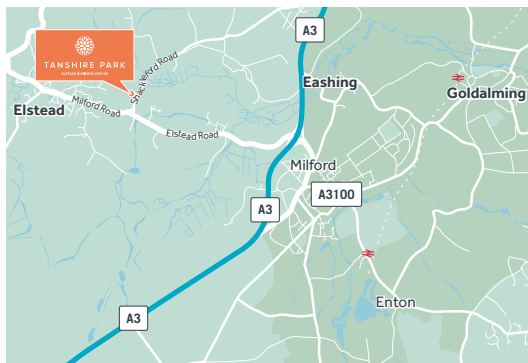 A3
TANSHIRE PARK
ELSTEAD BUSINESS CENTRE
Shackleford Road
Eashing
Goldalming
Elstead
Milford Road
Elstead Road
Milford
A3100
A3
Enton
A3